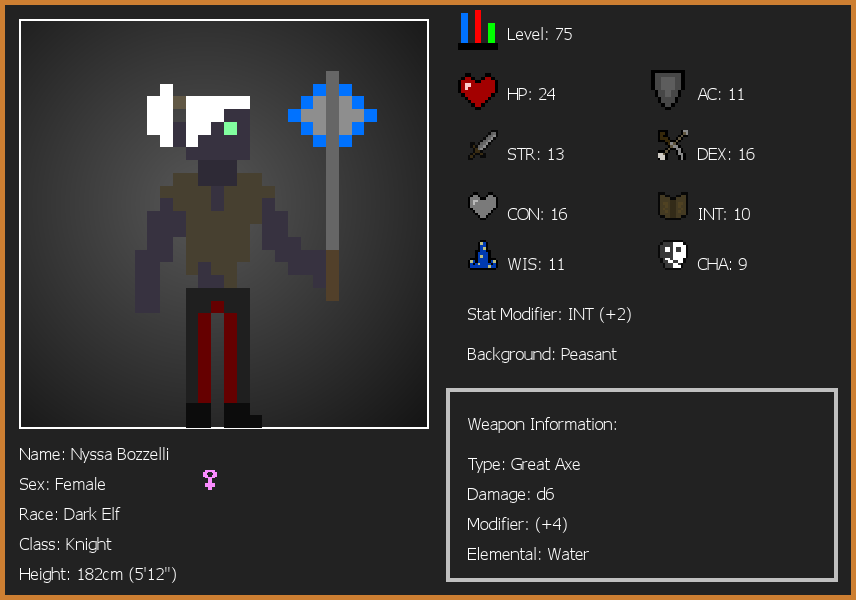 Level: 75
HP: 24
AC: 11
STR: 13
DEX: 16
CON: 16
INT: 10
WIS: 11
CHA: 9
Stat Modifier: INT (+2)
Background: Peasant
Weapon Information:
Type: Great Axe
Damage: d6
Modifier: (+4)
Elemental: Water
Name: Nyssa Bozzelli
Sex: Female
Race: Dark Elf
Class: Knight
Height: 182cm (5'12")